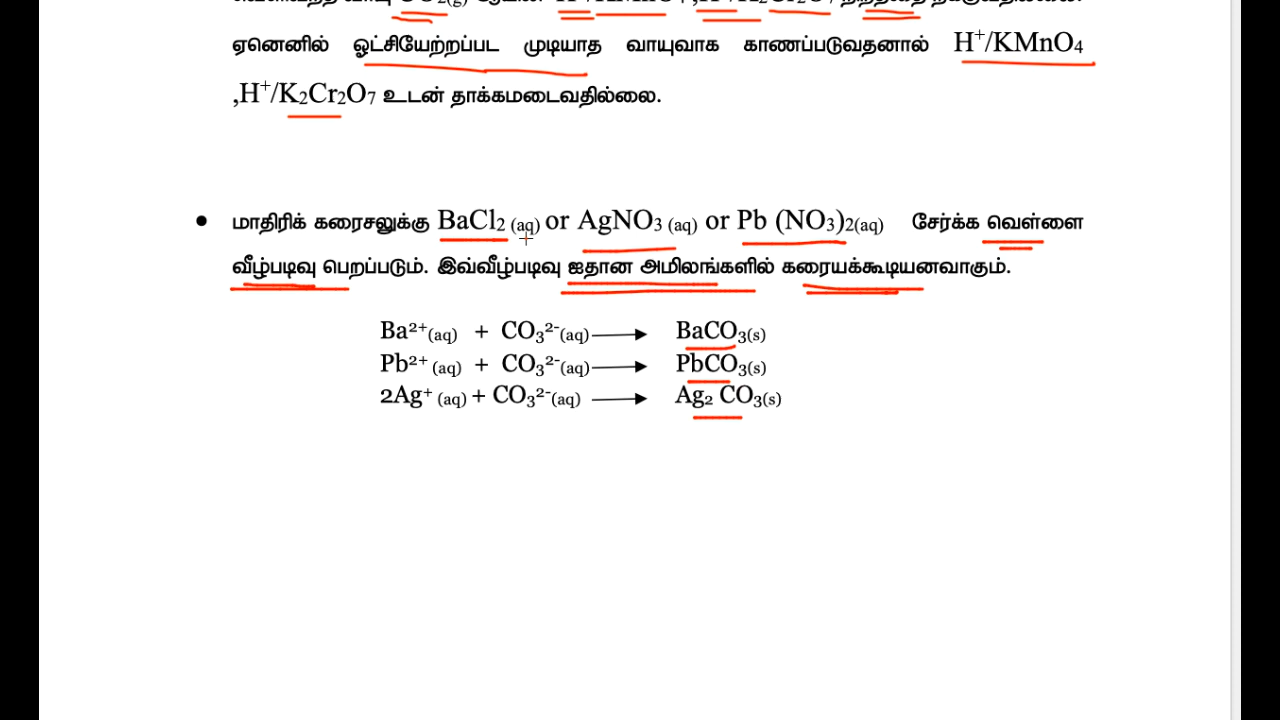 CO2(g)
ஏனெனில் ஓட்சியேற்றப்பட முடியாத வாயுவாக காணப்படுவதனால் H⁺/KMnO4
,H⁺/K2Cr2O7 உடன் தாக்கமடைவதில்லை.
• மாதிரிக் கரைசலுக்கு BaCl2 (aq) or AgNO3 (aq) or Pb (NO3)2(aq) சேர்க்க வெள்ளை
வீழ்படிவு பெறப்படும். இவ்வீழ்படிவு ஐதான அமிலங்களில் கரையக்கூடியனவாகும்.
Ba²⁺(aq) + CO₃²⁻(aq) → BaCO3(s)
Pb²⁺ (aq) + CO₃²⁻(aq) → PbCO3(s)
2Ag⁺ (aq) + CO₃²⁻(aq) → Ag₂ CO3(s)